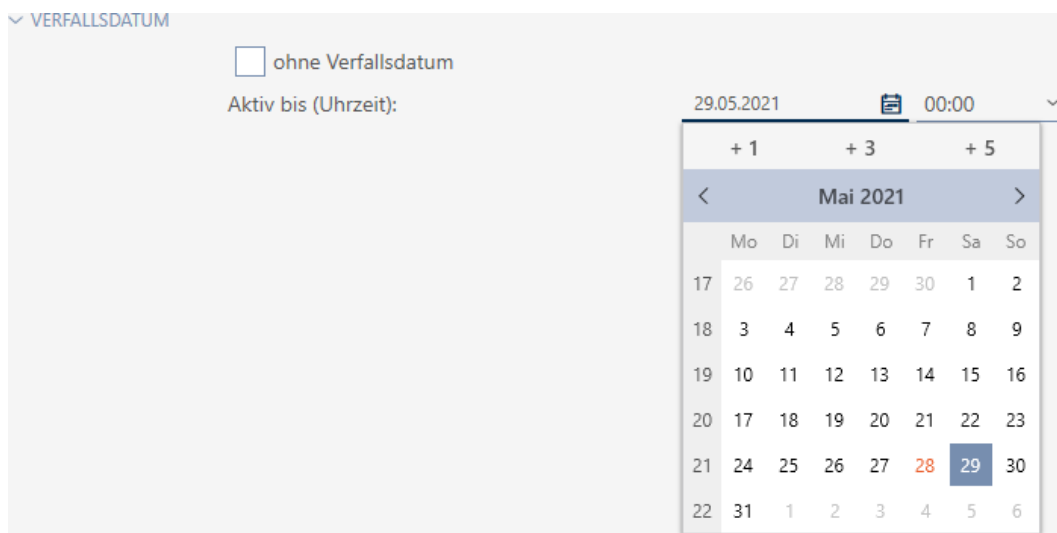 VERFALLSDATUM
ohne Verfallsdatum
Aktiv bis (Uhrzeit): 29.05.2021 00:00
+ 1 + 3 + 5
Mai 2021
Mo Di Mi Do Fr Sa So
17 26 27 28 29 30 1 2
18 3 4 5 6 7 8 9
19 10 11 12 13 14 15 16
20 17 18 19 20 21 22 23
21 24 25 26 27 28 29 30
22 31 1 2 3 4 5 6